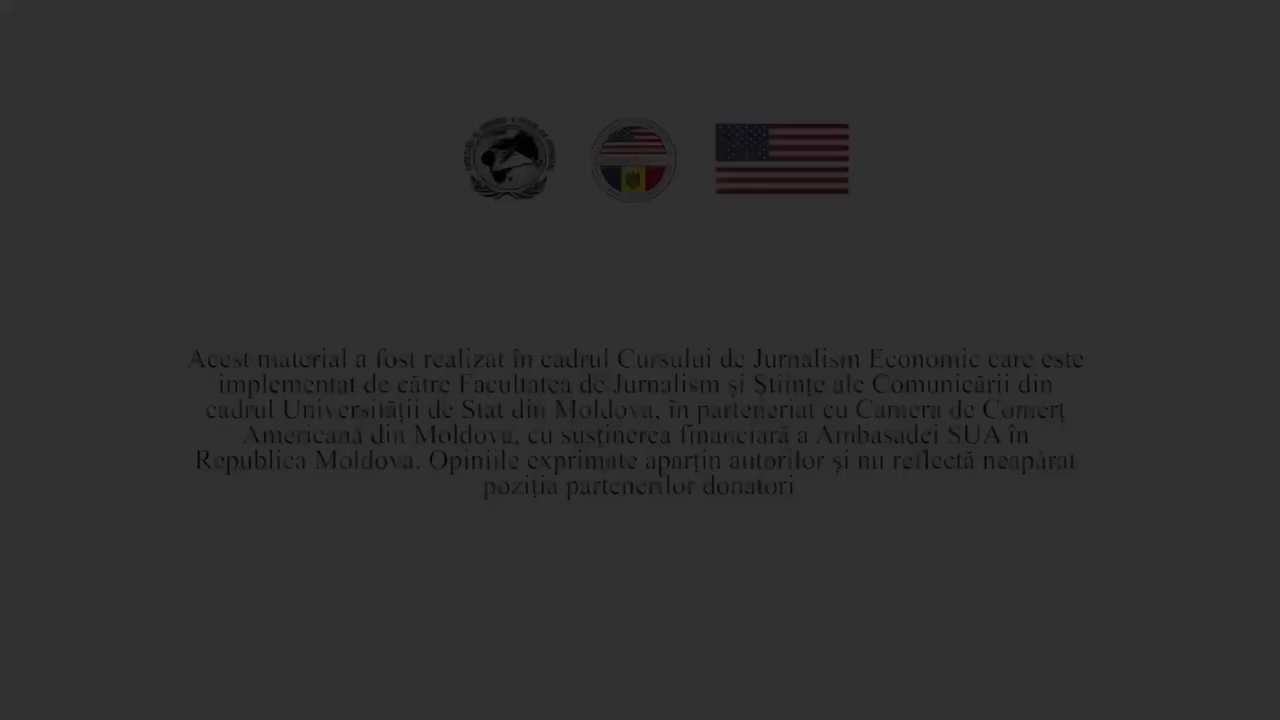 Acest material a fost realizat în cadrul Cursului de Jurnalism Economic care este
implementat de către Facultatea de Jurnalism și Științe ale Comunicării din
cadrul Universității de Stat din Moldova, în parteneriat cu Camera de Comerț
Americană din Moldova, cu susținerea financiară a Ambasadei SUA în
Republica Moldova. Opiniile exprimate aparțin autorilor și nu reflectă neapărat
poziția partenerilor donatori